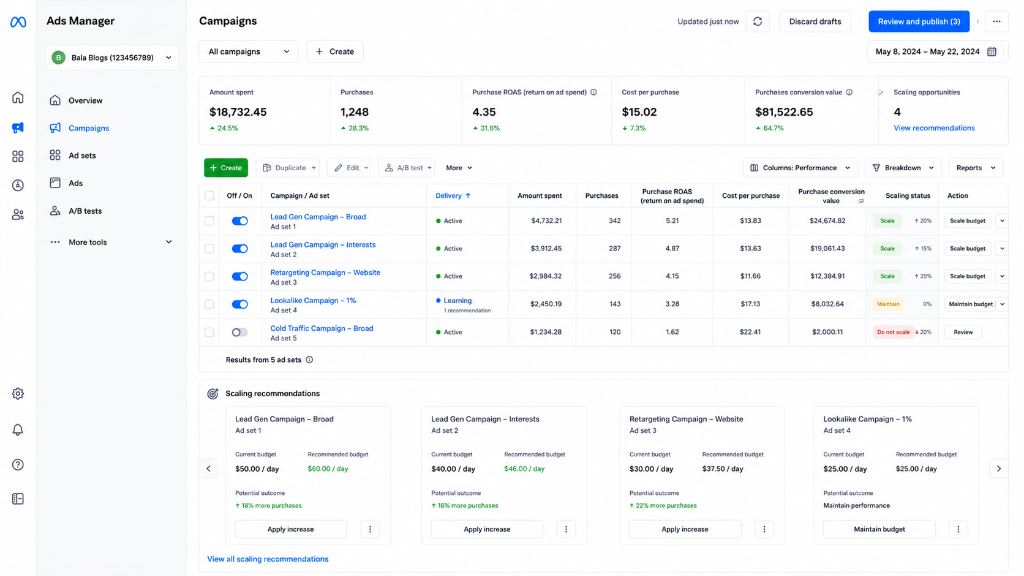 Ads Manager
B Bala Blogs (123456789)
Overview
Campaigns
Ad sets
Ads
A/B tests
More tools
Campaigns
Updated just now
Discard drafts
Review and publish (3)
All campaigns
+ Create
May 8, 2024 – May 22, 2024
Amount spent
$18,732.45
24.5%
Purchases
1,248
28.3%
Purchase ROAS (return on ad spend)
4.35
31.6%
Cost per purchase
$15.02
7.3%
Purchases conversion value
$81,522.65
64.7%
Scaling opportunities
4
View recommendations
+ Create Duplicate Edit A/B test More Columns: Performance Breakdown Reports
Off / On Campaign / Ad set Delivery ↑ Amount spent Purchases Purchase ROAS (return on ad spend) Cost per purchase Purchase conversion value Scaling status Action
Lead Gen Campaign – Broad
Ad set 1
Active $4,732.21 342 5.21 $13.83 $24,674.82 Scale ↑ 20% Scale budget
Lead Gen Campaign – Interests
Ad set 2
Active $3,912.45 287 4.87 $13.63 $19,061.43 Scale ↑ 15% Scale budget
Retargeting Campaign – Website
Ad set 3
Active $2,984.32 256 4.15 $11.66 $12,384.91 Scale ↑ 25% Scale budget
Lookalike Campaign – 1%
Ad set 4
Learning
1 recommendation
$2,450.19 143 3.28 $17.13 $8,032.64 Maintain 0% Maintain budget
Cold Traffic Campaign – Broad
Ad set 5
Active $1,234.28 120 1.62 $22.41 $2,000.11 Do not scale ↓ 20% Review
Results from 5 ad sets
Scaling recommendations
Lead Gen Campaign – Broad
Ad set 1
Current budget Recommended budget
$50.00 / day $60.00 / day
Potential outcome
↑ 18% more purchases
Apply increase
Lead Gen Campaign – Interests
Ad set 2
Current budget Recommended budget
$40.00 / day $46.00 / day
Potential outcome
↑ 16% more purchases
Apply increase
Retargeting Campaign – Website
Ad set 3
Current budget Recommended budget
$30.00 / day $37.50 / day
Potential outcome
↑ 22% more purchases
Apply increase
Lookalike Campaign – 1%
Ad set 4
Current budget Recommended budget
$25.00 / day $25.00 / day
Potential outcome
Maintain performance
Maintain budget
View all scaling recommendations